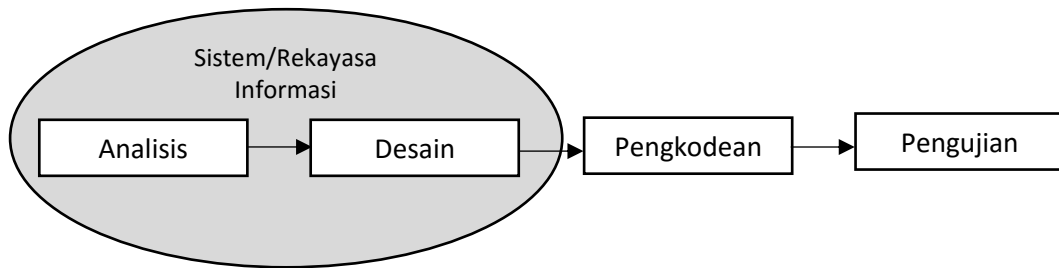 Sistem/Rekayasa
Informasi
Analisis
Desain
Pengkodean
Pengujian